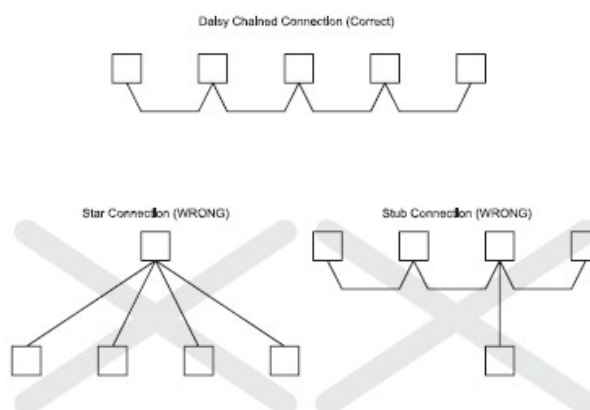 Daisy Chained Connection (Correct)
Star Connection (WRONG)
Stub Connection (WRONG)